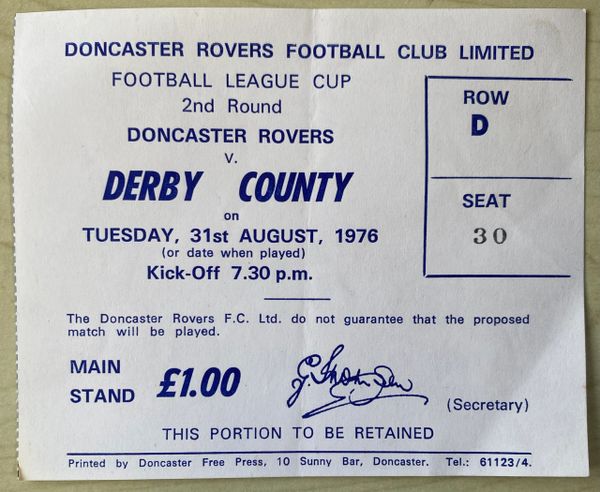 DONCASTER ROVERS FOOTBALL CLUB LIMITED
FOOTBALL LEAGUE CUP
2nd Round
DONCASTER ROVERS
v.
DERBY COUNTY
on
TUESDAY, 31st AUGUST, 1976
(or date when played)
Kick-Off 7.30 p.m.
ROW
D
SEAT
30
The Doncaster Rovers F.C. Ltd. do not guarantee that the proposed
match will be played.
MAIN
STAND £1.00
(Secretary)
THIS PORTION TO BE RETAINED
Printed by Doncaster Free Press, 10 Sunny Bar, Doncaster. Tel.: 61123/4.